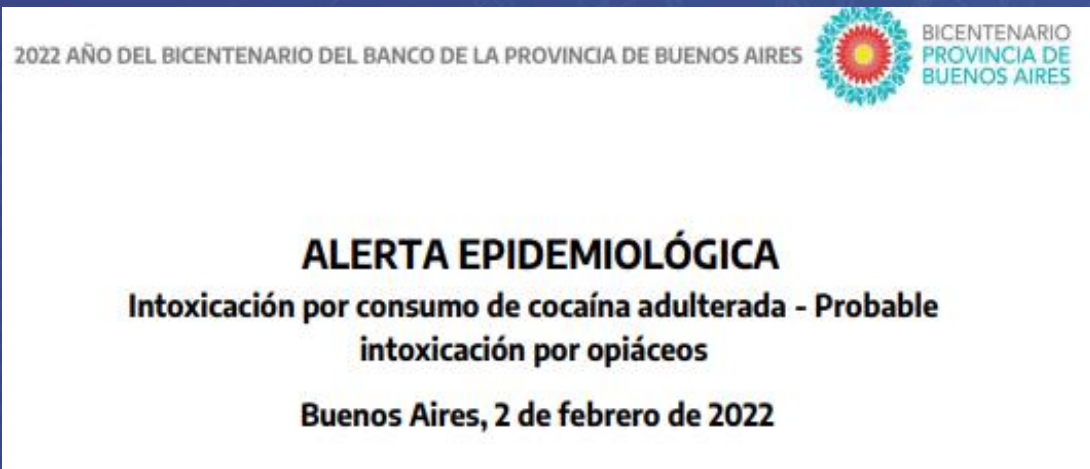 2022 AÑO DEL BICENTENARIO DEL BANCO DE LA PROVINCIA DE BUENOS AIRES
BICENTENARIO
PROVINCIA DE
BUENOS AIRES
ALERTA EPIDEMIOLÓGICA
Intoxicación por consumo de cocaína adulterada - Probable
intoxicación por opiáceos
Buenos Aires, 2 de febrero de 2022